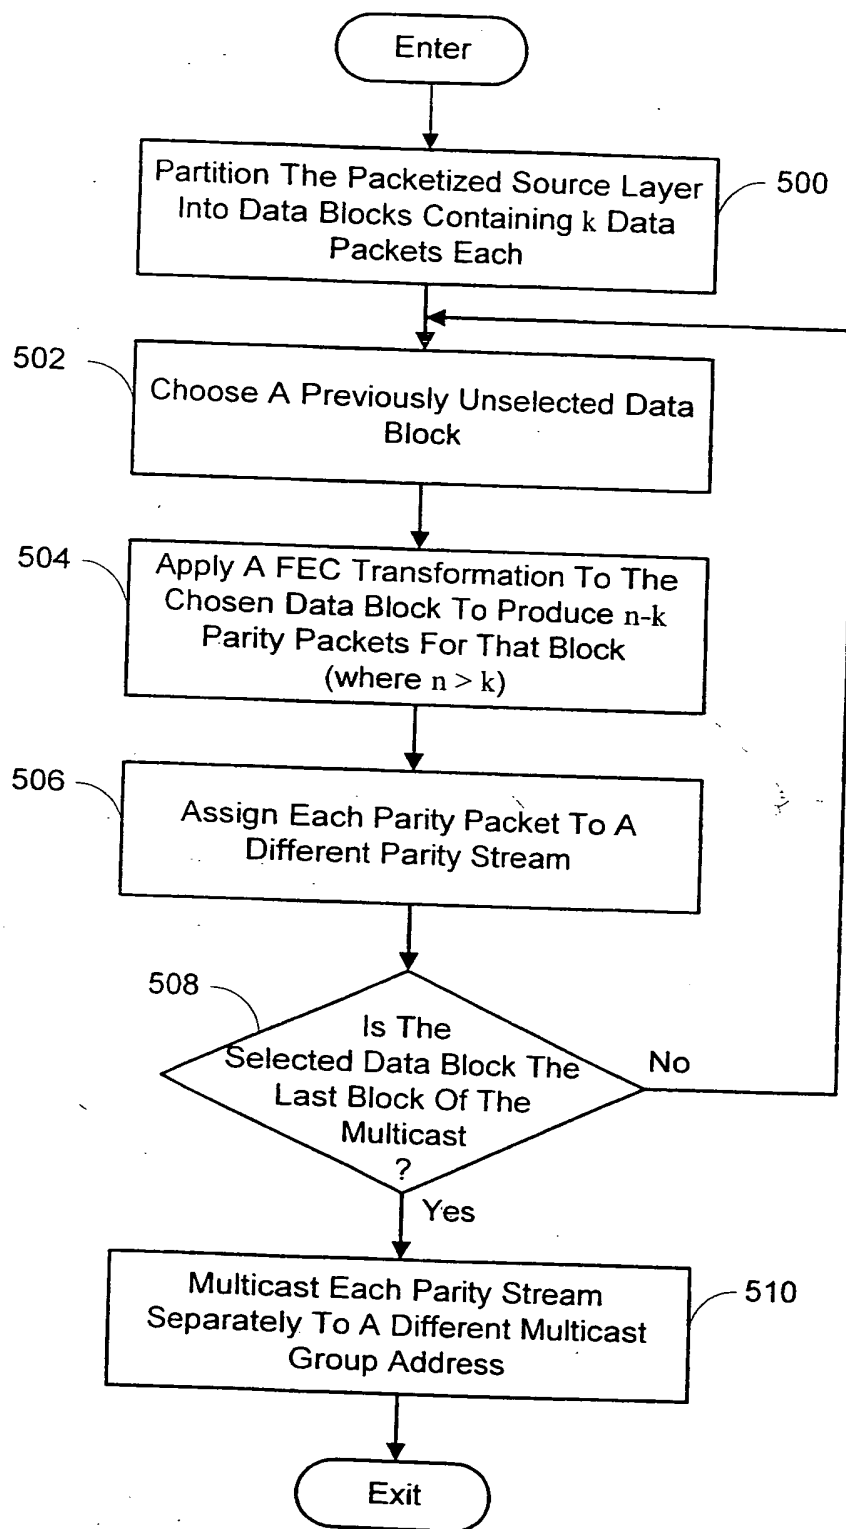 Enter
Partition The Packetized Source Layer
Into Data Blocks Containing k Data
Packets Each
500
502
Choose A Previously Unselected Data
Block
504
Apply A FEC Transformation To The
Chosen Data Block To Produce n-k
Parity Packets For That Block
(where n > k)
506
Assign Each Parity Packet To A
Different Parity Stream
508
Is The
Selected Data Block The
Last Block Of The
Multicast
?
No
Yes
Multicast Each Parity Stream
Separately To A Different Multicast
Group Address
510
Exit